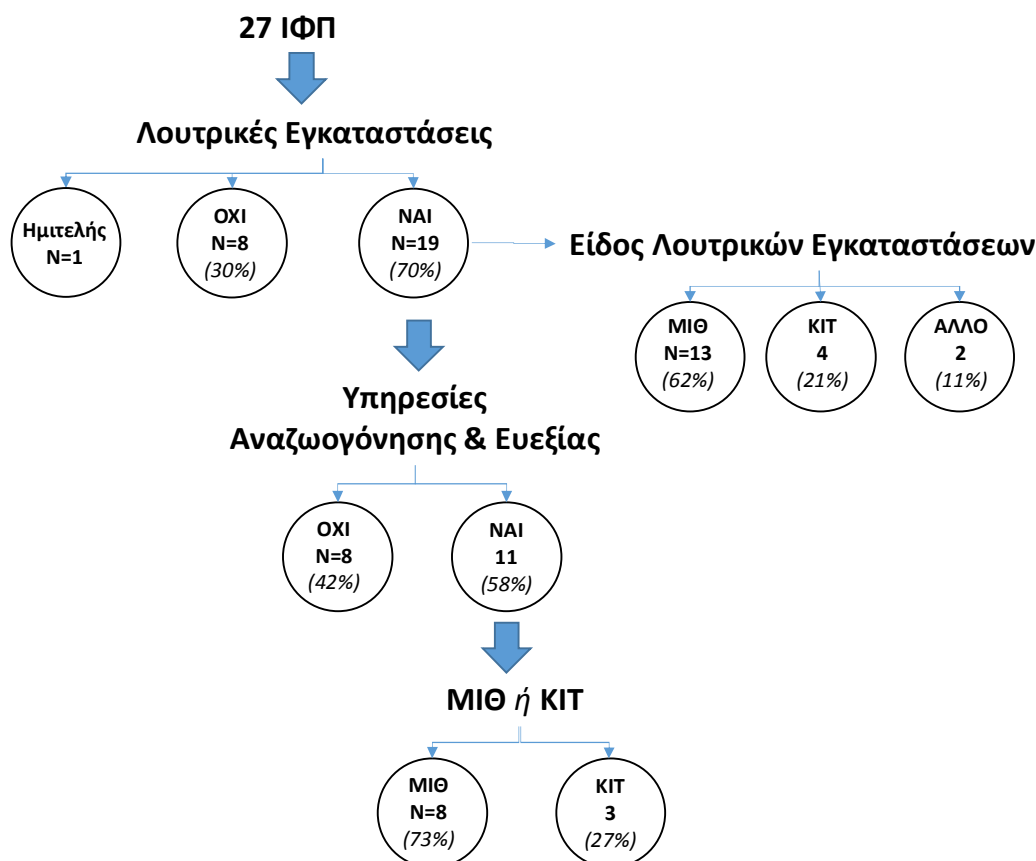 27 ΙΦΠ
Λουτρικές Εγκαταστάσεις
Ημιτελής
N=1
ΟΧΙ
N=8
(30%)
ΝΑΙ
N=19
(70%)
Είδος Λουτρικών Εγκαταστάσεων
ΜΙΘ
N=13
(62%)
ΚΙΤ
4
(21%)
ΑΛΛΟ
2
(11%)
Υπηρεσίες
Αναζωογόνησης & Ευεξίας
ΟΧΙ
N=8
(42%)
ΝΑΙ
11
(58%)
ΜΙΘ ή ΚΙΤ
ΜΙΘ
N=8
(73%)
ΚΙΤ
3
(27%)